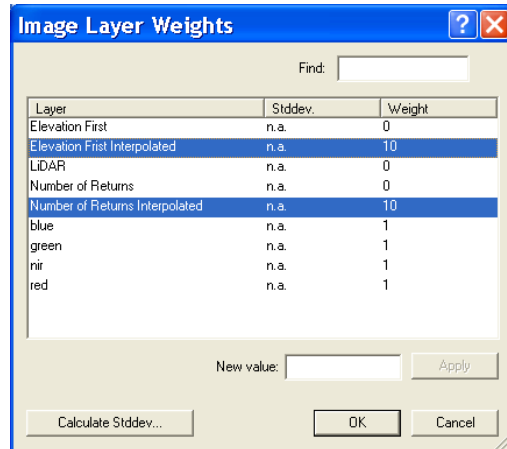 Image Layer Weights
Find:
Layer Stddev. Weight
Elevation First n.a. 0
Elevation Frist Interpolated n.a. 10
LiDAR n.a. 0
Number of Returns n.a. 0
Number of Returns Interpolated n.a. 10
blue n.a. 1
green n.a. 1
nir n.a. 1
red n.a. 1
New value: Apply
Calculate Stddev... OK Cancel